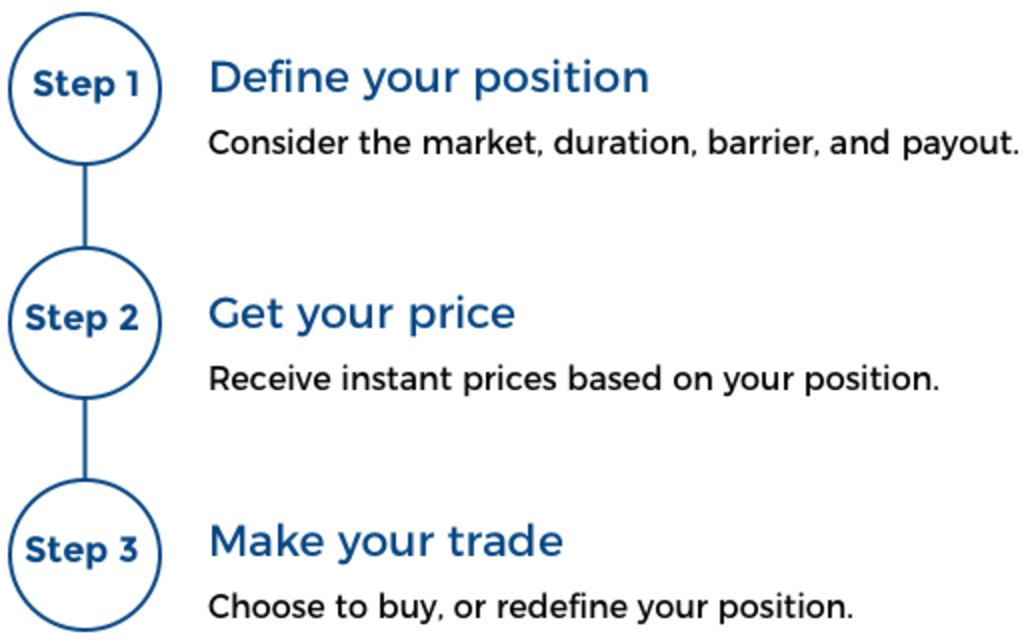 Step 1
Define your position
Consider the market, duration, barrier, and payout.
Step 2
Get your price
Receive instant prices based on your position.
Step 3
Make your trade
Choose to buy, or redefine your position.